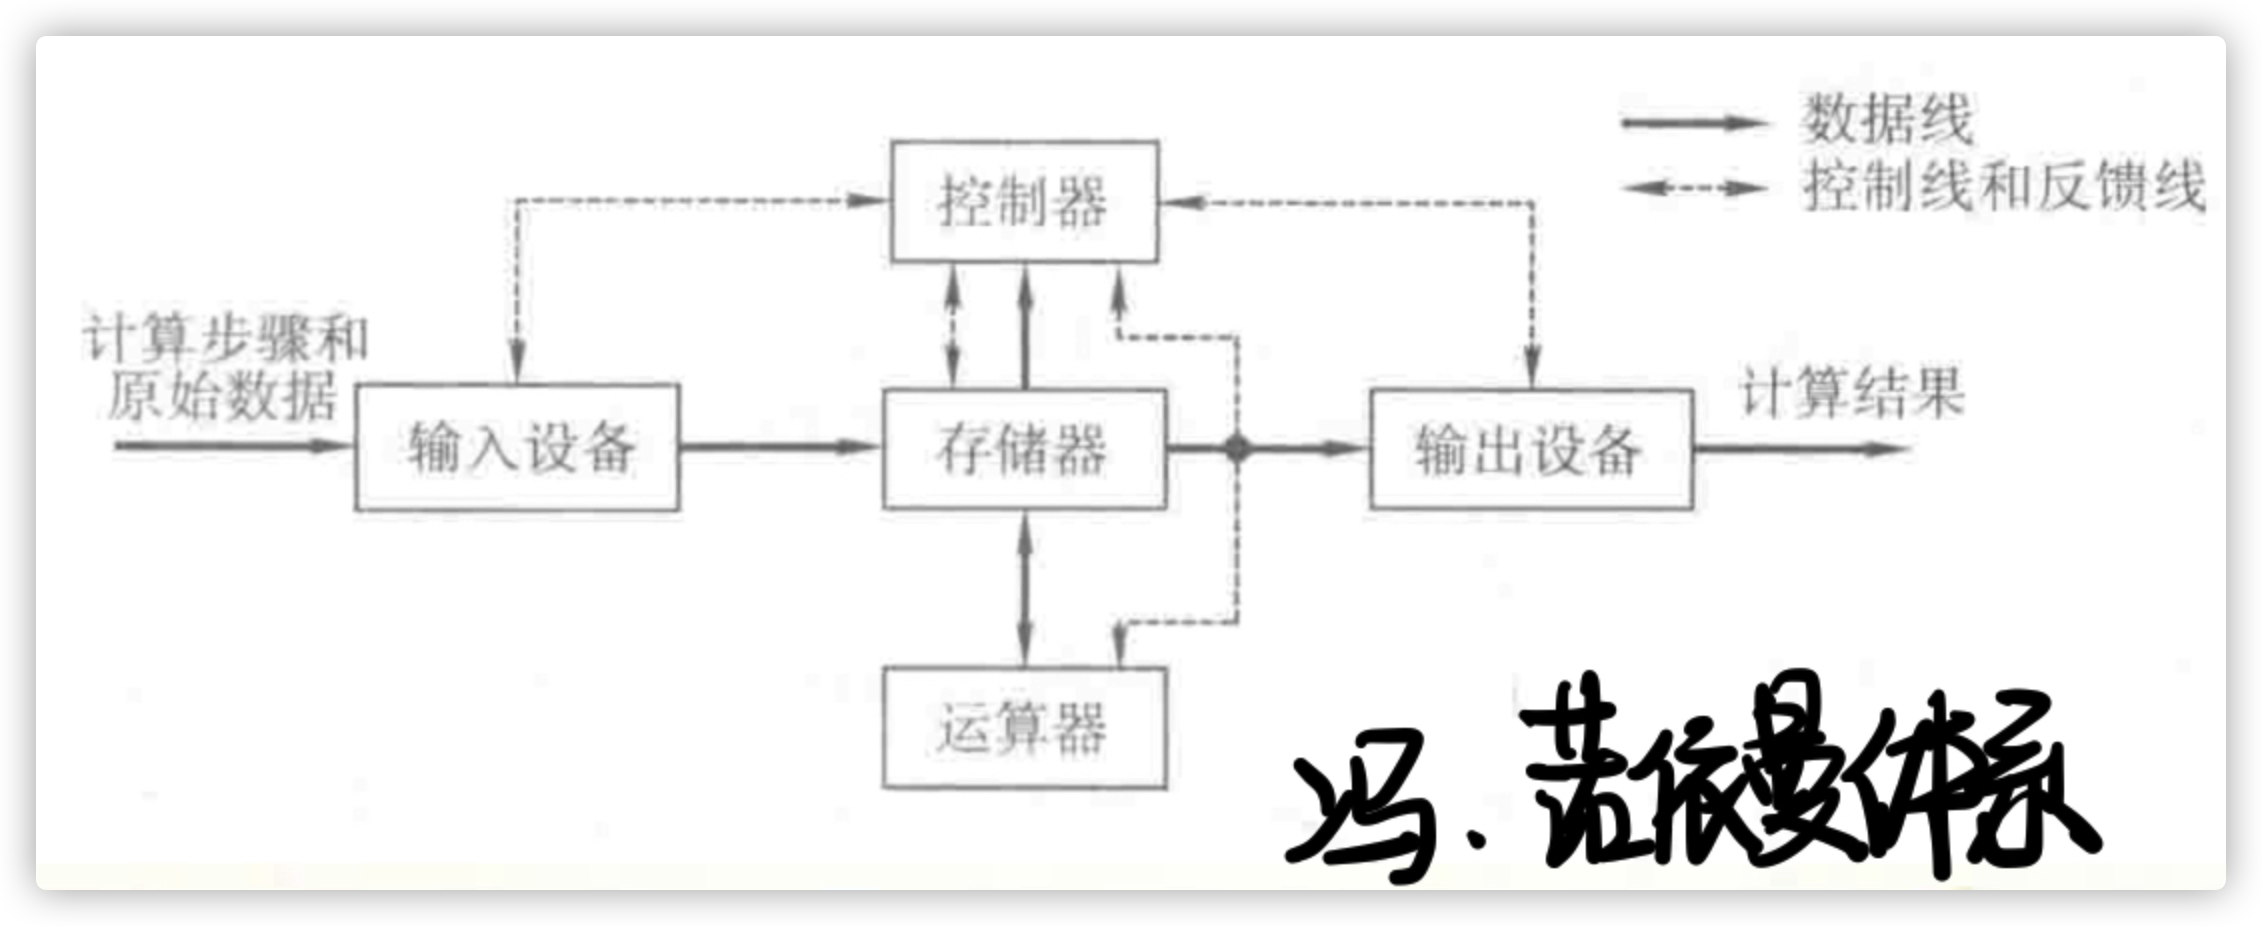 数据线
控制线和反馈线
控制器
计算步骤和
原始数据
输入设备
存储器
输出设备
计算结果
运算器
冯.诺依曼体系